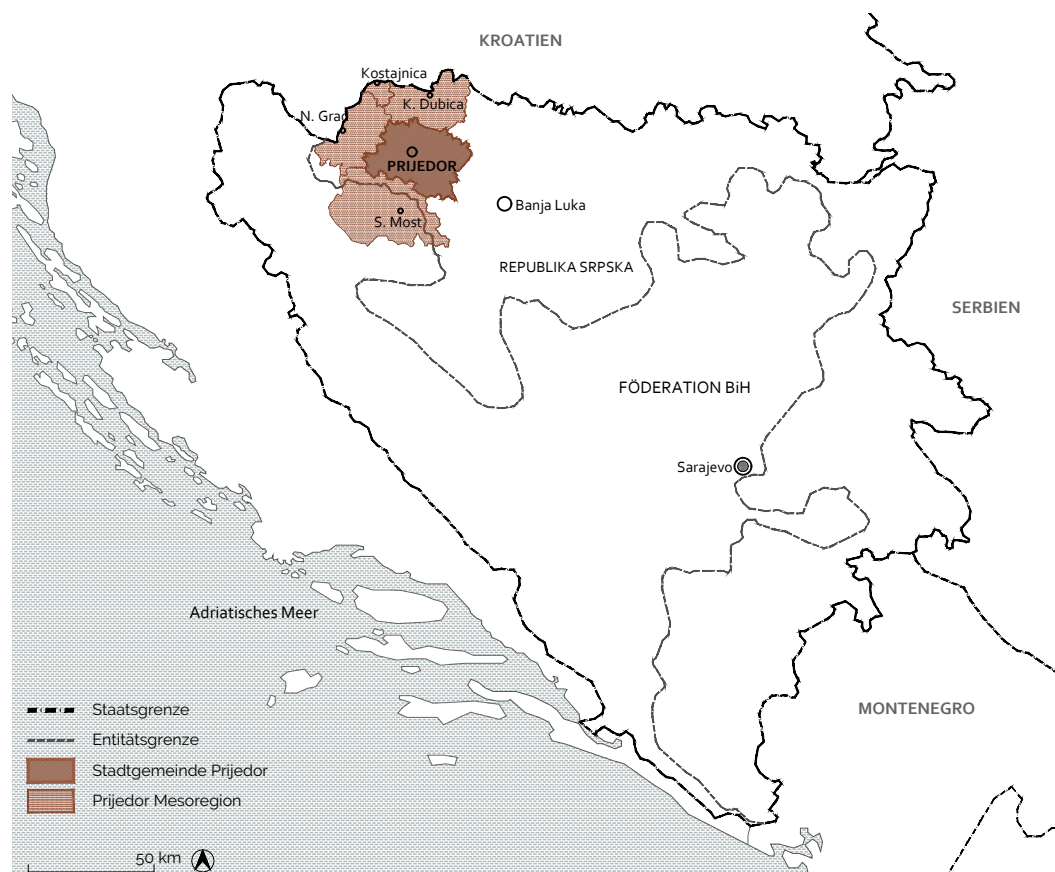 KROATIEN
Kostajnica
K. Dubica
N. Grad
PRIJEDOR
S. Most
Banja Luka
REPUBLIKA SRPSKA
SERBIEN
FÖDERATION BiH
Sarajevo
Adriatisches Meer
MONTENEGRO
Staatsgrenze
Entitätsgrenze
Stadtgemeinde Prijedor
Prijedor Mesoregion
50 km